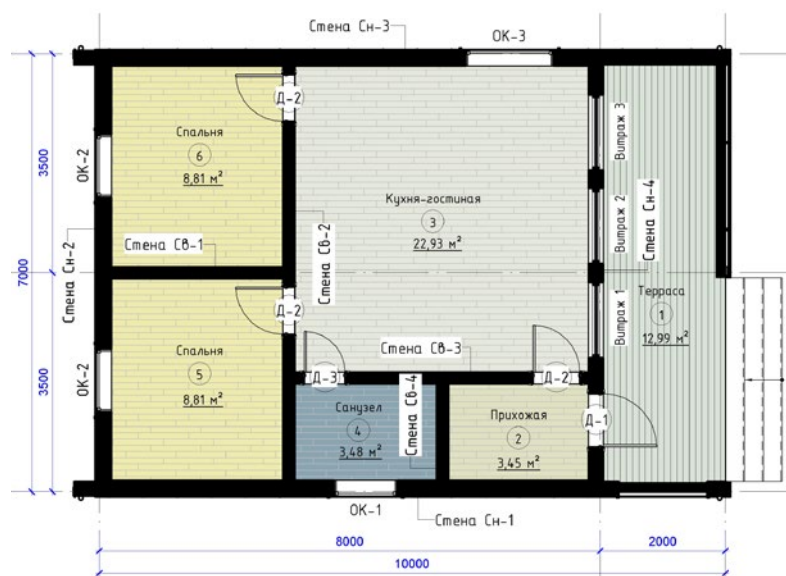 Стена Сн-3
ОК-3
Д-2
Спальня
6
8,81 м²
ОК-2
3500
Стена Сн-2
Стена Св-1
Стена Св-2
Кухня-гостиная
3
22,93 м²
Витраж 3
Витраж 2
Витраж 1
Стена Сн-4
Терраса
1
12,99 м²
7000
Д-2
Спальня
5
8,81 м²
ОК-2
3500
Стена Св-3
Д-3
Стена Св-4
Д-2
Санузел
4
3,48 м²
Прихожая
2
3,45 м²
Д-1
ОК-1
Стена Сн-1
8000
2000
10000